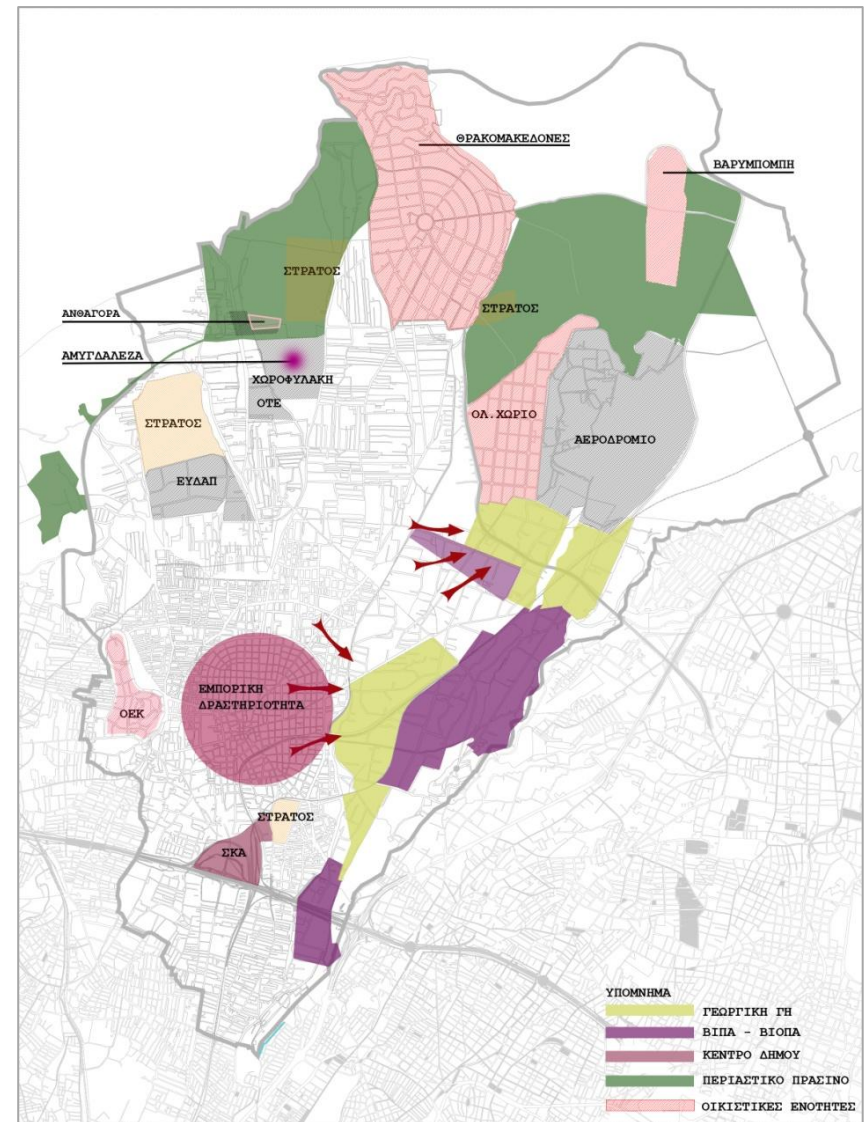 ΘΡΑΚΟΜΑΚΕΔΟΝΕΣ
ΒΑΡΥΜΠΟΜΠΗ
ΣΤΡΑΤΟΣ
ΑΝΘΑΓΟΡΑ
ΣΤΡΑΤΟΣ
ΑΜΥΓΔΑΛΕΖΑ
ΧΩΡΟΦΥΛΑΚΗ
ΟΤΕ
ΟΛ.ΧΩΡΙΟ
ΣΤΡΑΤΟΣ
ΑΕΡΟΔΡΟΜΙΟ
ΕΥΔΑΠ
ΕΜΠΟΡΙΚΗ
ΔΡΑΣΤΗΡΙΟΤΗΤΑ
ΟΕΚ
ΣΤΡΑΤΟΣ
ΣΚΑ
ΥΠΟΜΝΗΜΑ
ΓΕΩΡΓΙΚΗ ΓΗ
ΒΙΠΑ - ΒΙΟΠΑ
ΚΕΝΤΡΟ ΔΗΜΟΥ
ΠΕΡΙΑΣΤΙΚΟ ΠΡΑΣΙΝΟ
ΟΙΚΙΣΤΙΚΕΣ ΕΝΟΤΗΤΕΣ